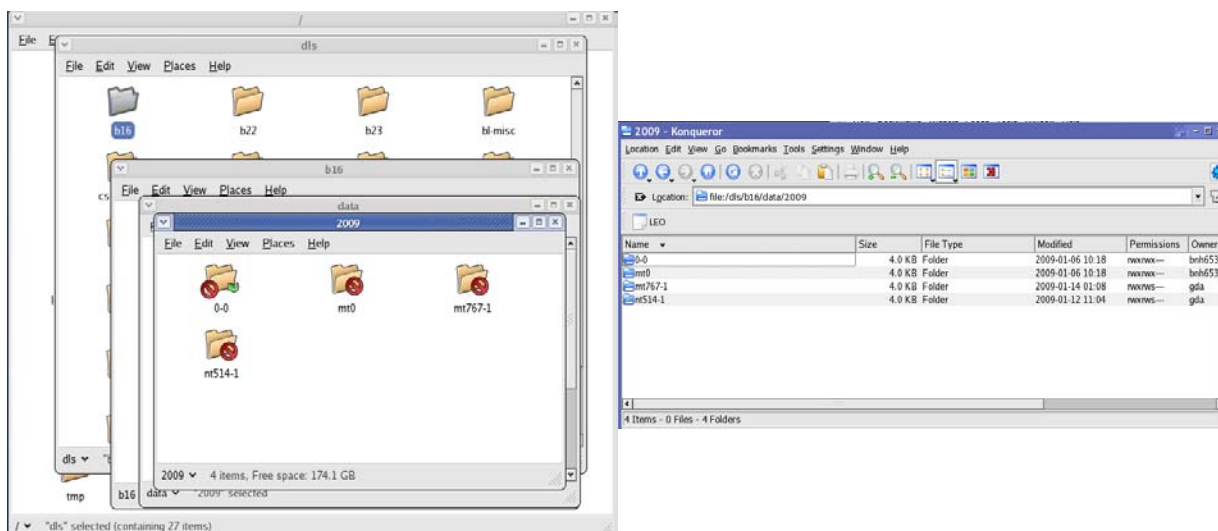 /
File E
dls
File Edit View Places Help
b16 b22 b23 bl-misc
cs
b16
File Edit View Places Help
data
2009
File Edit View Places Help
0-0 mt0 mt767-1
nt514-1
2009 4 items, Free space: 174.1 GB
dls "b
b16 data "2009" selected
tmp
/ "dls" selected (containing 27 items)
2009 - Konqueror
Location Edit View Go Bookmarks Tools Settings Window Help
Location: file:/dls/b16/data/2009
LEO
Name Size File Type Modified Permissions Owner
0-0 4.0 KB Folder 2009-01-06 10:18 rwxrwx--- bnh653
mt0 4.0 KB Folder 2009-01-06 10:18 rwxrwx--- bnh653
mt767-1 4.0 KB Folder 2009-01-14 01:08 rwxrws--- gda
nt514-1 4.0 KB Folder 2009-01-12 11:04 rwxrws--- gda
4 Items - 0 Files - 4 Folders